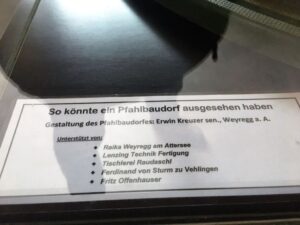 So könnte ein Pfahlbaudorf ausgesehen haben
Gestaltung des Pfahlbaudorfes: Erwin Kreuzer sen., Weyregg a. A.
Unterstützt von:
• Raika Weyregg am Attersee
• Lenzing Technik Fertigung
• Tischlerei Raudaschl
• Ferdinand von Sturm zu Vehlingen
• Fritz Offenhauser